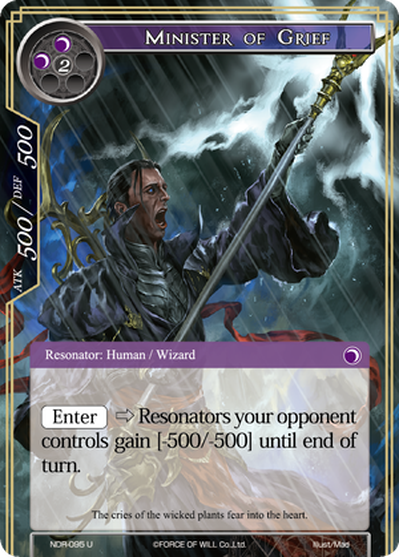 Minister of Grief
2
ATK 500 / DEF 500
Resonator: Human / Wizard
Enter ⇨ Resonators your opponent
controls gain [-500/-500] until end of
turn.
The cries of the wicked plants fear into the heart.
NDR-095 U ©FORCE OF WILL Co.,Ltd. Illust/Mad